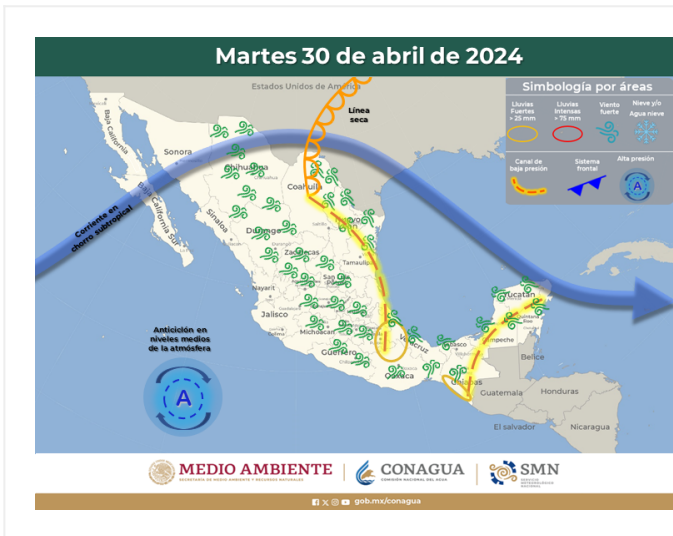 Martes 30 de abril de 2024
Estados Unidos de América
Simbología por áreas
Lluvias
Fuertes
> 25 mm
Lluvias
Intensas
> 75 mm
Viento
fuerte
Nieve y/o
Agua nieve
Canal de
baja presión
Sistema
frontal
Alta presión
A
Línea
seca
Baja California
Sonora
Chihuahua
Coahuila
Baja California Sur
Sinaloa
Corriente en
chorro subtropical
Durango
Zacatecas
Tamaulipas
Nayarit
Jalisco
Michoacán
Guerrero
Veracruz
Oaxaca
Chiapas
Yucatán
Belice
Guatemala
Honduras
El salvador
Nicaragua
Anticiclón en
niveles medios
de la atmósfera
A
MEDIO AMBIENTE
SECRETARÍA DE MEDIO AMBIENTE Y RECURSOS NATURALES
CONAGUA
COMISIÓN NACIONAL DEL AGUA
SMN
SERVICIO
METEOROLÓGICO
NACIONAL
gob.mx/conagua